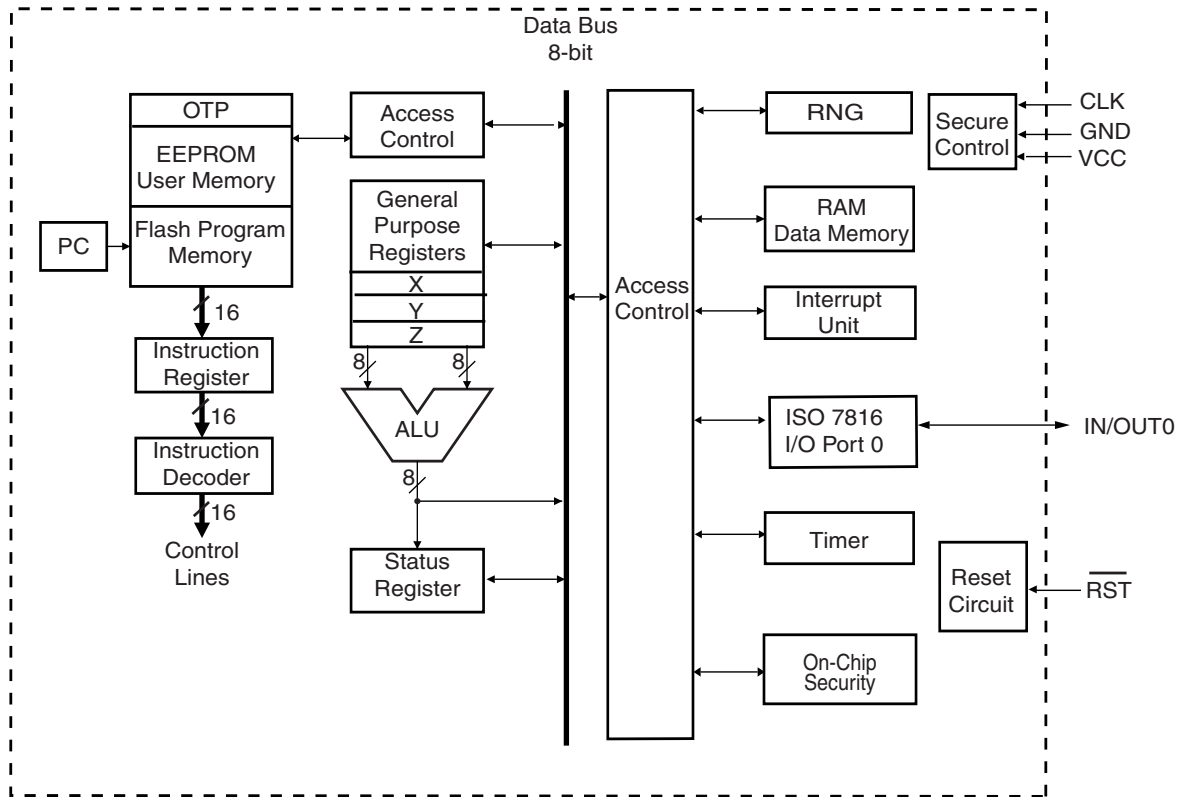 Data Bus
8-bit
OTP
EEPROM
User Memory
Flash Program
Memory
PC
16
Instruction
Register
16
Instruction
Decoder
16
Control
Lines
Access
Control
General
Purpose
Registers
X
Y
Z
8
8
ALU
8
Status
Register
Access
Control
RNG
RAM
Data Memory
Interrupt
Unit
ISO 7816
I/O Port 0
Timer
On-Chip
Security
Secure
Control
CLK
GND
VCC
IN/OUT0
Reset
Circuit
RST